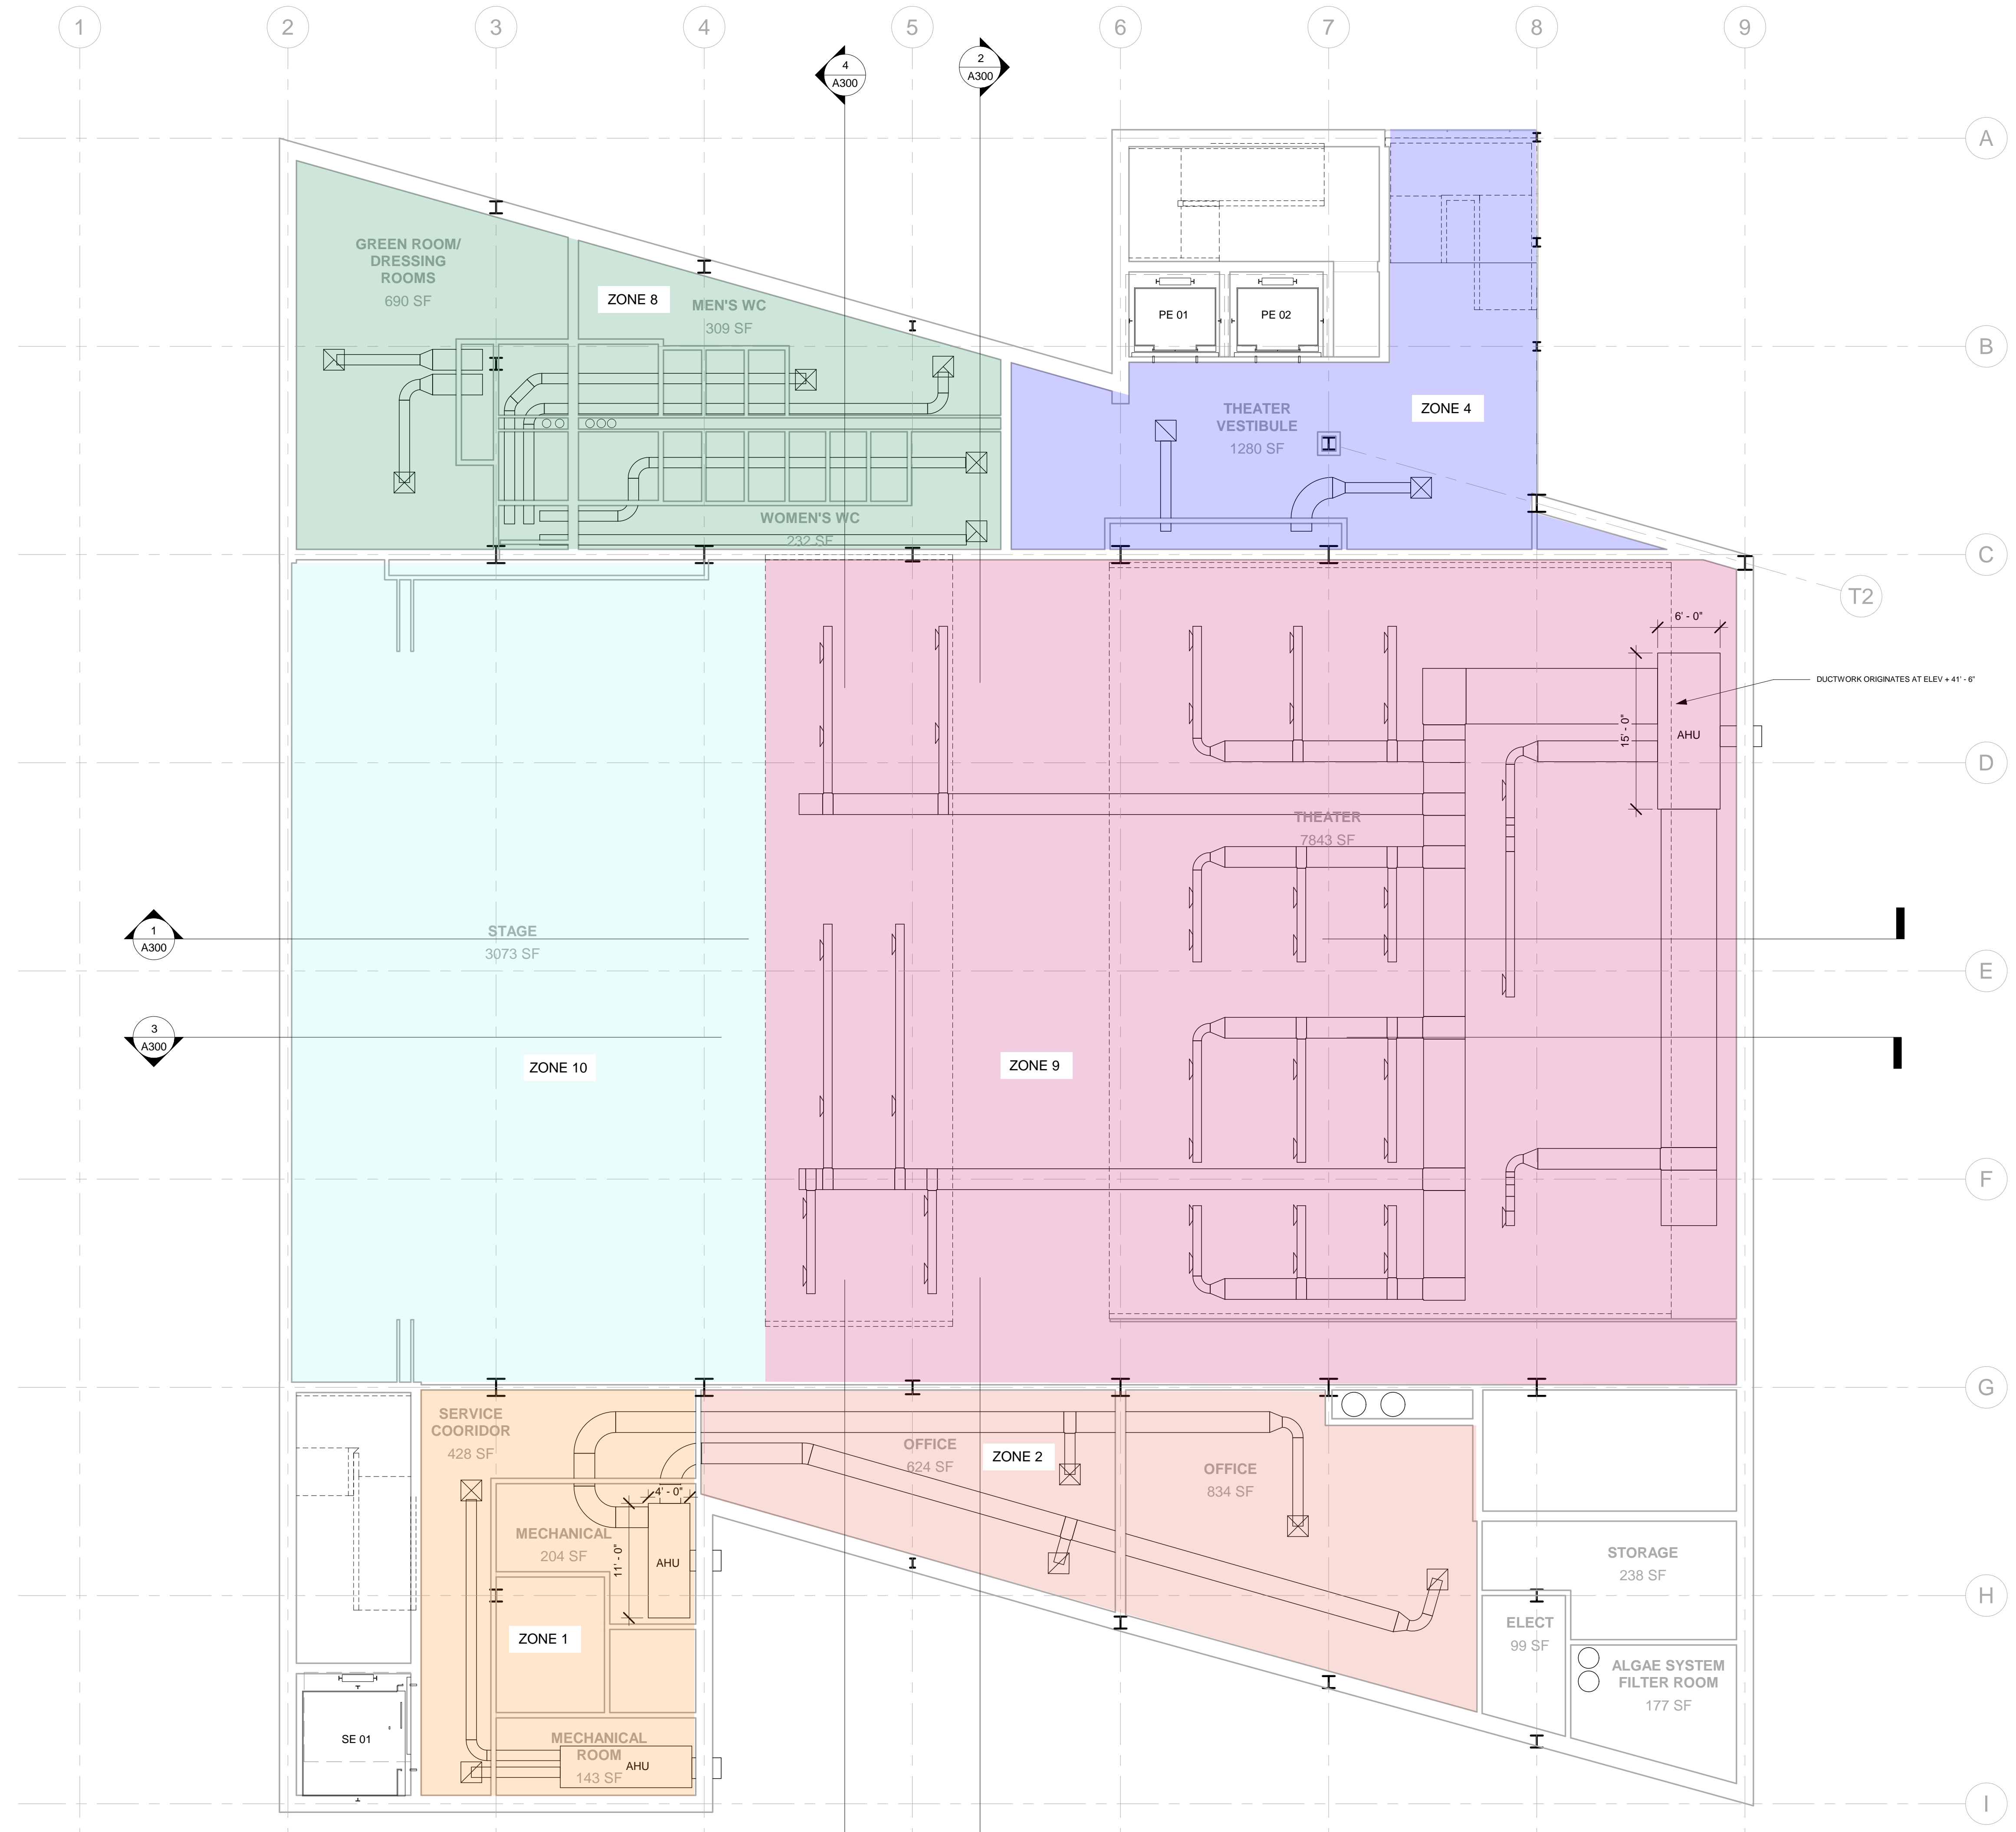 1
2
3
4
5
6
7
8
9
4
A300
2
A300
A
GREEN ROOM/
DRESSING
ROOMS
690 SF
ZONE 8
MEN'S WC
309 SF
PE 01
PE 02
B
THEATER
VESTIBULE
1280 SF
ZONE 4
WOMEN'S WC
232 SF
C
T2
6' - 0"
DUCTWORK ORIGINATES AT ELEV + 41' - 6"
15' - 0"
AHU
D
THEATER
7843 SF
STAGE
3073 SF
1
A300
E
3
A300
ZONE 10
ZONE 9
F
G
SERVICE
COORIDOR
428 SF
OFFICE
624 SF
ZONE 2
OFFICE
834 SF
4' - 0"
MECHANICAL
204 SF
11' - 0"
AHU
STORAGE
238 SF
H
ZONE 1
ELECT
99 SF
ALGAE SYSTEM
FILTER ROOM
177 SF
SE 01
MECHANICAL
ROOM
143 SF
AHU
I